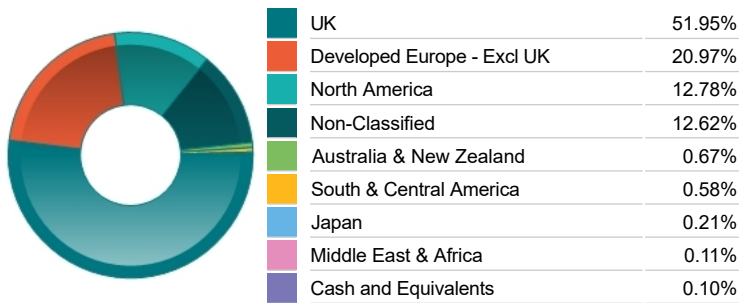 UK 51.95%
Developed Europe - Excl UK 20.97%
North America 12.78%
Non-Classified 12.62%
Australia & New Zealand 0.67%
South & Central America 0.58%
Japan 0.21%
Middle East & Africa 0.11%
Cash and Equivalents 0.10%